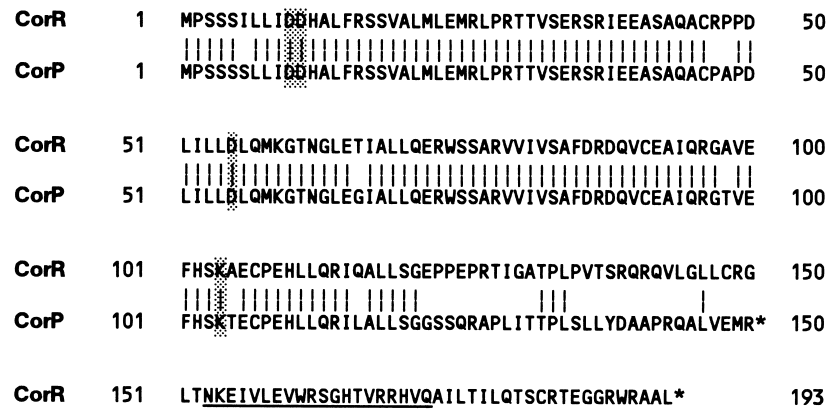 CorR 1 MPSSSILLIDDHALFRSSVALMLEMRLPRTTVSERSRIEEASAQACRPPD 50
CorP 1 MPSSSSLLIDDHALFRSSVALMLEMRLPRTTVSERSRIEEASAQACPAPD 50
CorR 51 LILLDLQMKGTNGLETIALLQERWSSARVVIVSAFDRDQVCEAIQRGAVE 100
CorP 51 LILLDLQMKGTNGLEGIALLQERWSSARVVIVSAFDRDQVCEAIQRGTVE 100
CorR 101 FHSKAECPEHLLQRIQALLSGEPPEPRTIGATPLPVTSRQRQVLGLLCRG 150
CorP 101 FHSKTECPEHLLQRILALLSGGSSQRAPLITTPLSLLYDAAPRQALVEMR* 150
CorR 151 LTNKEIVLEVWRSGHTVRRHVQAILTILQTSCRTEGGRWRAAL* 193